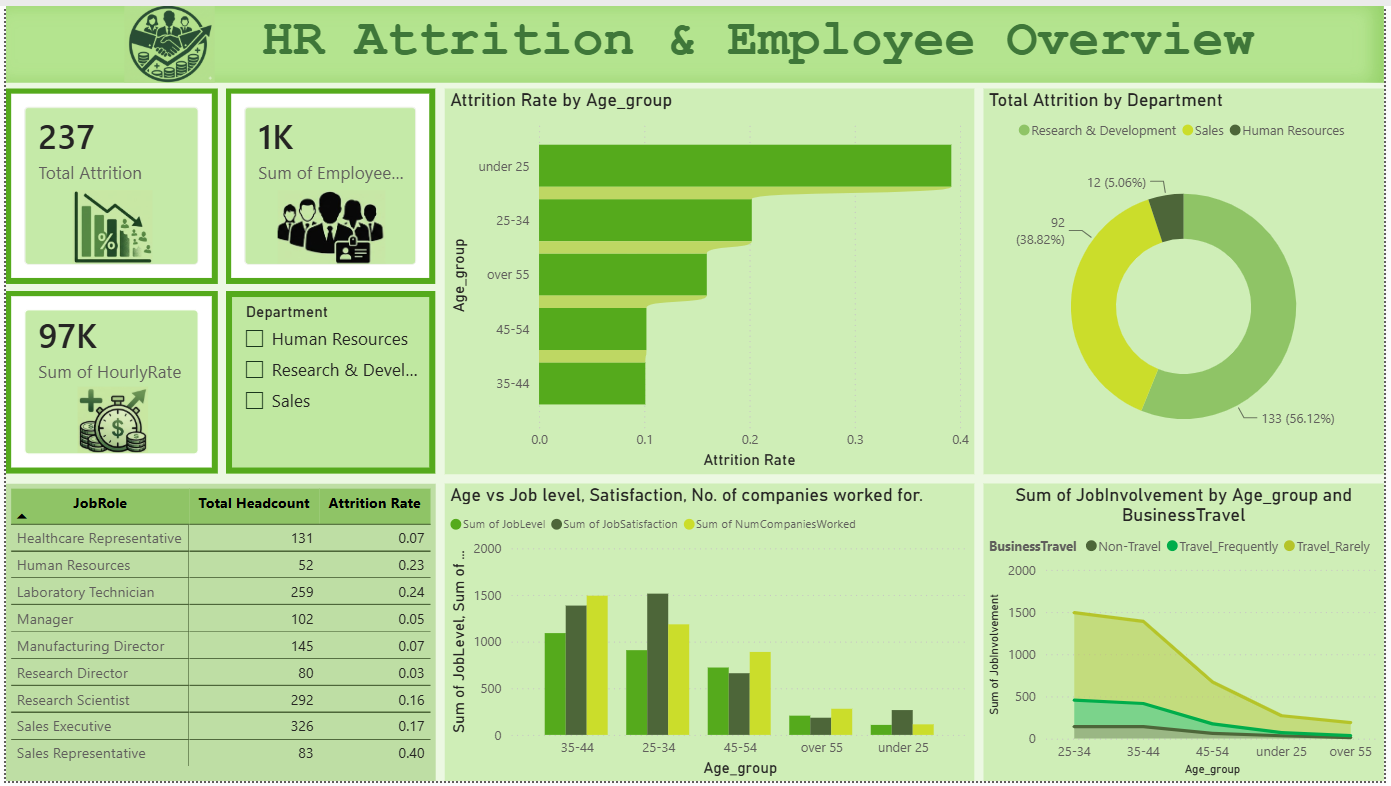 HR Attrition & Employee Overview
237
Total Attrition
%
1K
Sum of Employee...
97K
Sum of HourlyRate
$
Department
Human Resources
Research & Devel...
Sales
Attrition Rate by Age_group
Age_group
under 25
25-34
over 55
45-54
35-44
0.0 0.1 0.2 0.3 0.4
Attrition Rate
Total Attrition by Department
Research & Development Sales Human Resources
12 (5.06%)
92
(38.82%)
133 (56.12%)
JobRole Total Headcount Attrition Rate
Healthcare Representative 131 0.07
Human Resources 52 0.23
Laboratory Technician 259 0.24
Manager 102 0.05
Manufacturing Director 145 0.07
Research Director 80 0.03
Research Scientist 292 0.16
Sales Executive 326 0.17
Sales Representative 83 0.40
Age vs Job level, Satisfaction, No. of companies worked for.
Sum of JobLevel Sum of JobSatisfaction Sum of NumCompaniesWorked
Sum of JobLevel, Sum of...
2000
1500
1000
500
0
35-44 25-34 45-54 over 55 under 25
Age_group
Sum of JobInvolvement by Age_group and
BusinessTravel
BusinessTravel Non-Travel Travel_Frequently Travel_Rarely
Sum of JobInvolvement
2000
1500
1000
500
0
25-34 35-44 45-54 under 25 over 55
Age_group